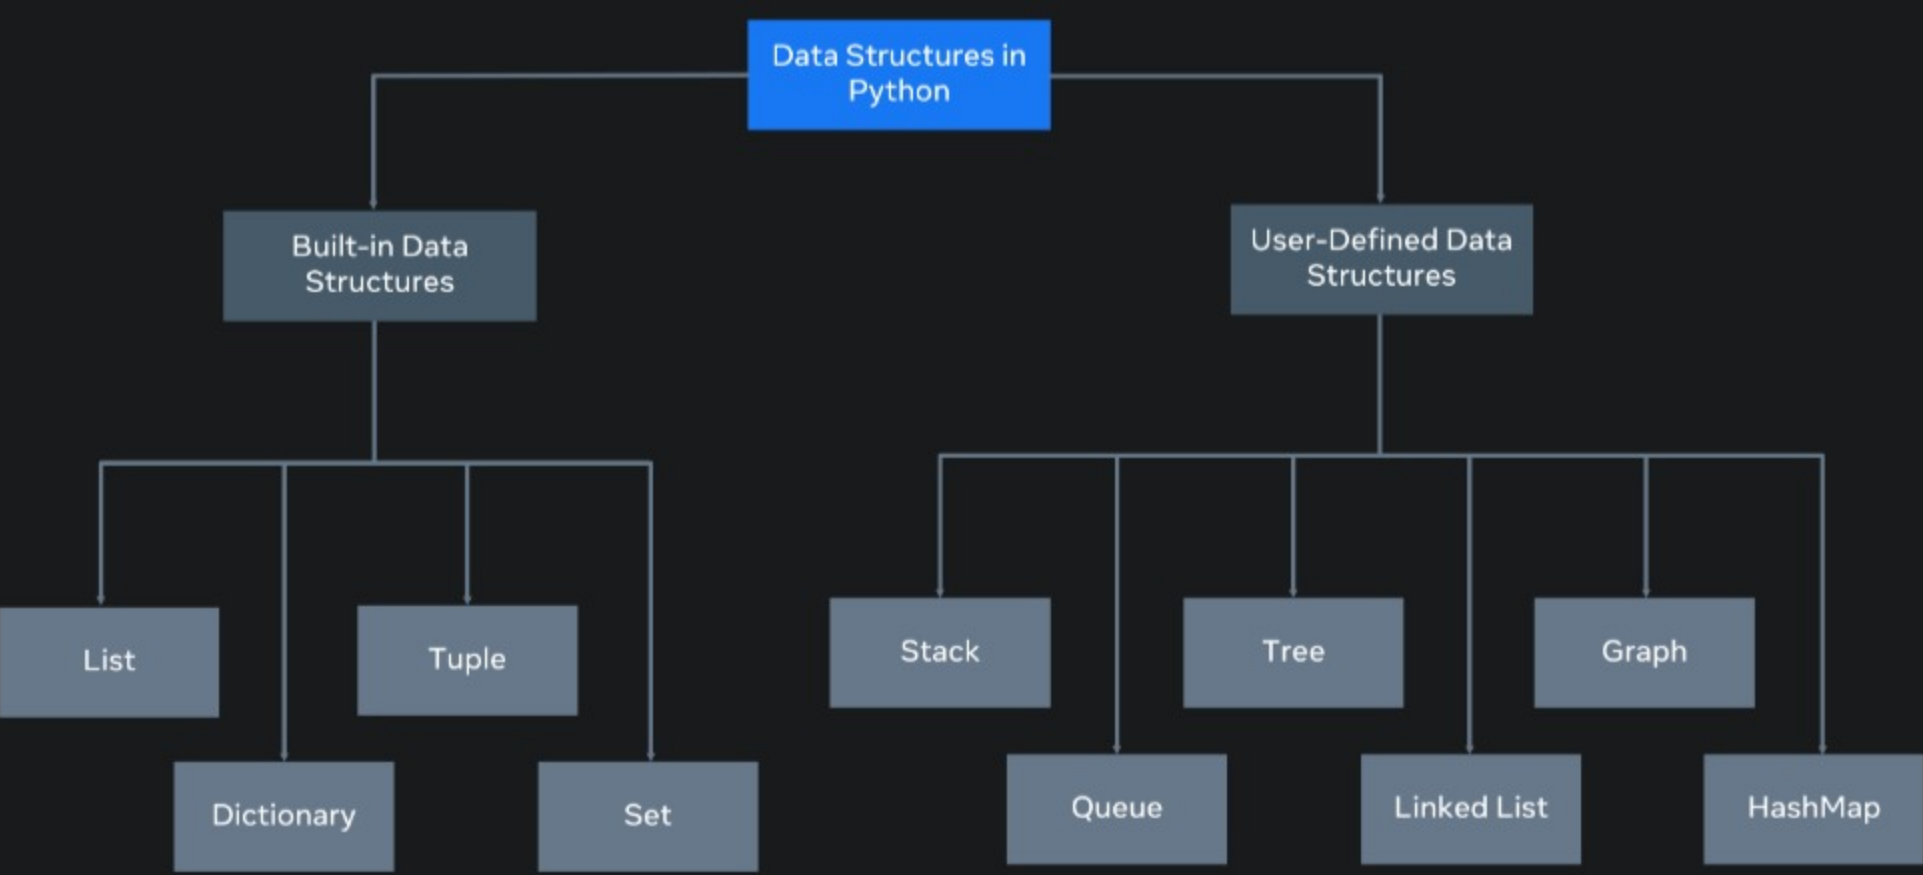 Data Structures in
Python
Built-in Data
Structures
User-Defined Data
Structures
List
Tuple
Stack
Tree
Graph
Dictionary
Set
Queue
Linked List
HashMap